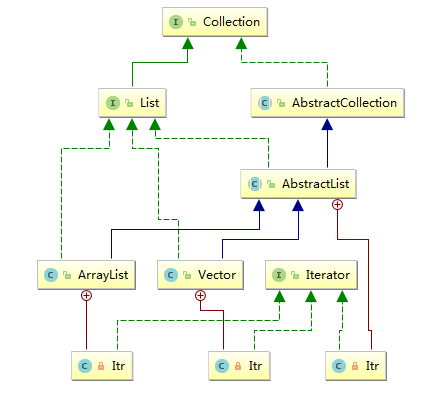 I Collection
I List
C AbstractCollection
C AbstractList
C ArrayList
C Vector
I Iterator
C Itr
C Itr
C Itr